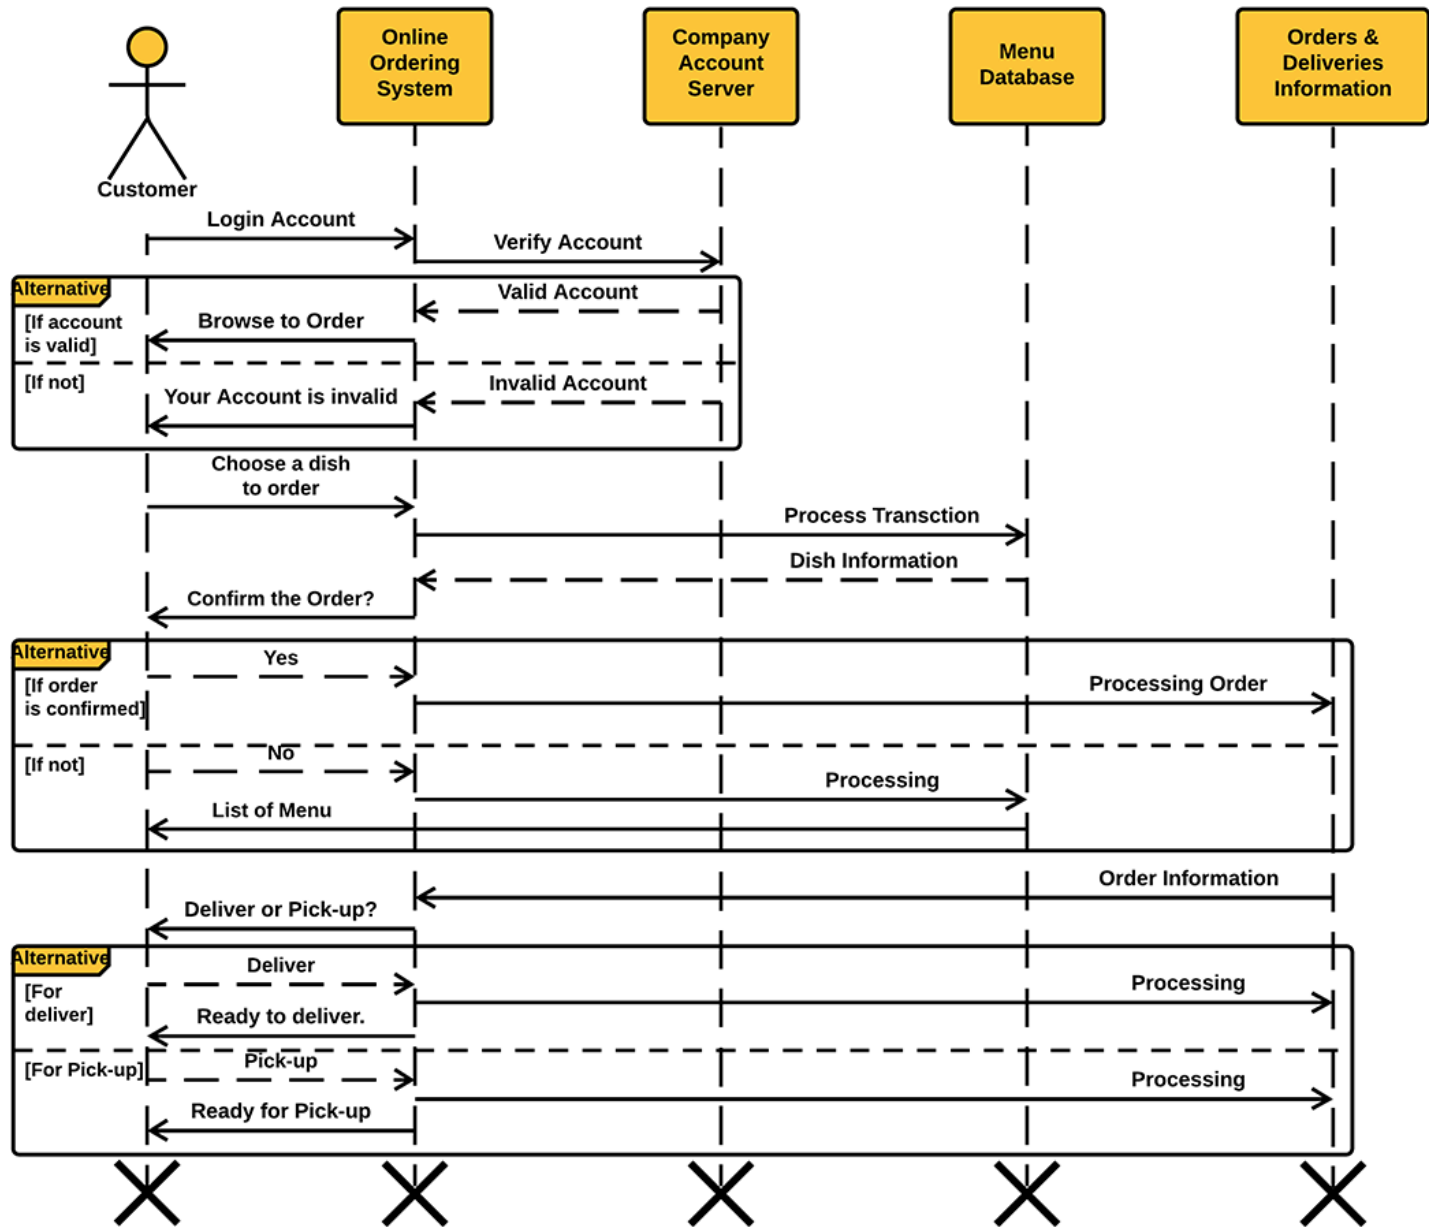 Online
Ordering
System
Company
Account
Server
Menu
Database
Orders &
Deliveries
Information
Customer
Login Account
Verify Account
Alternative
Valid Account
[If account
is valid]
Browse to Order
[If not]
Invalid Account
Your Account is invalid
Choose a dish
to order
Process Transction
Dish Information
Confirm the Order?
Alternative
Yes
[If order
is confirmed]
Processing Order
No
[If not]
Processing
List of Menu
Order Information
Deliver or Pick-up?
Alternative
Deliver
[For
deliver]
Processing
Ready to deliver.
Pick-up
[For Pick-up]
Processing
Ready for Pick-up